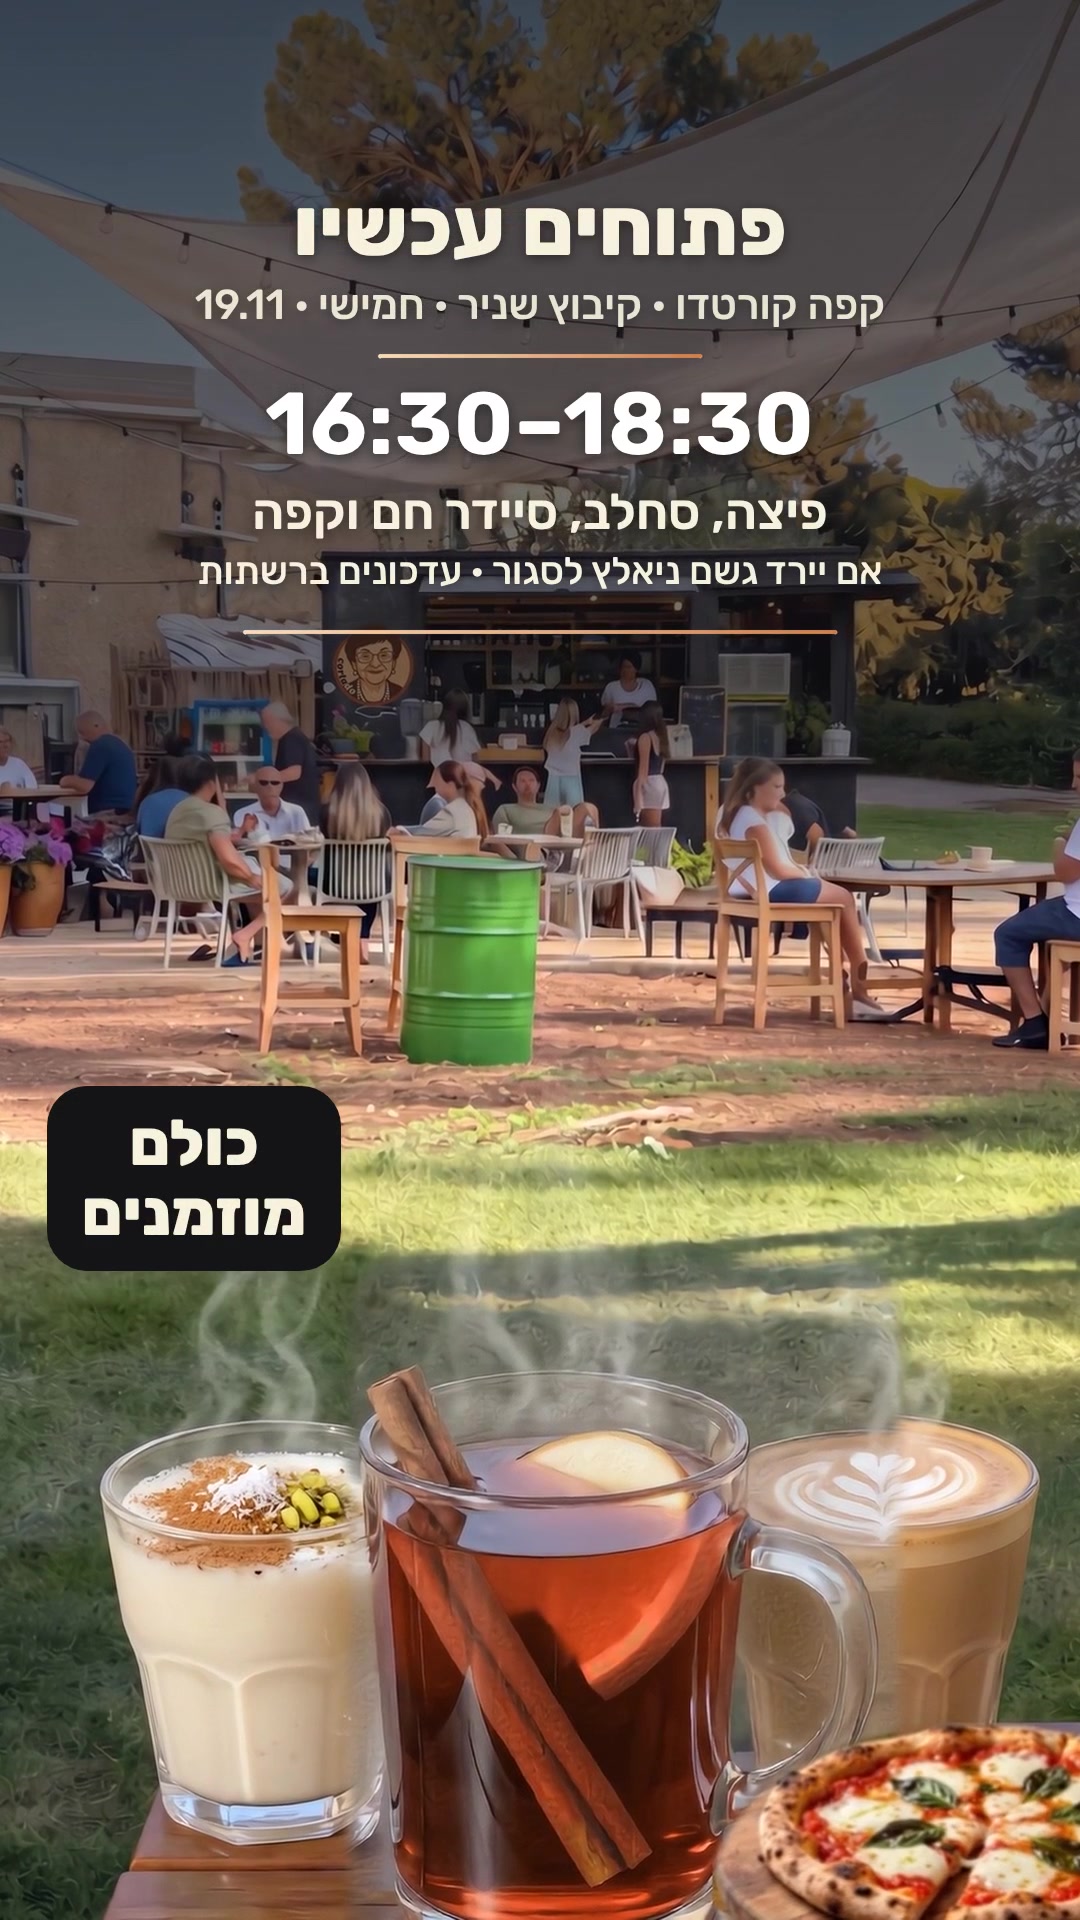 פתוחים עכשיו
קפה קורטדו • קיבוץ שניר • חמישי • 19.11
16:30–18:30
פיצה, סחלב, סיידר חם וקפה
אם יירד גשם ניאלץ לסגור • עדכונים ברשתות
cortado
כולם
מוזמנים